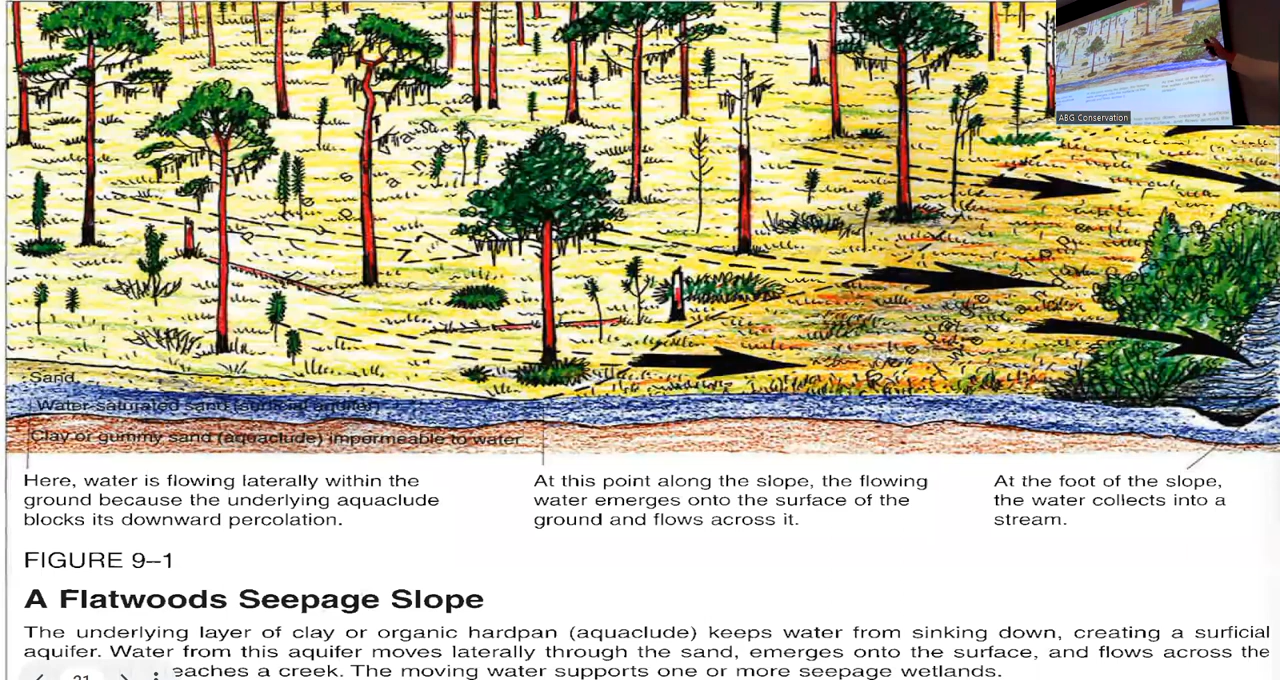 ABG Conservation
upland
Sand
Water-saturated sand (surficial aquifer)
Clay or gummy sand (aquaclude) impermeable to water
Here, water is flowing laterally within the
ground because the underlying aquaclude
blocks its downward percolation.
At this point along the slope, the flowing
water emerges onto the surface of the
ground and flows across it.
At the foot of the slope,
the water collects into a
stream.
FIGURE 9--1
A Flatwoods Seepage Slope
The underlying layer of clay or organic hardpan (aquaclude) keeps water from sinking down, creating a surficial
aquifer. Water from this aquifer moves laterally through the sand, emerges onto the surface, and flows across the
eaches a creek. The moving water supports one or more seepage wetlands.
21